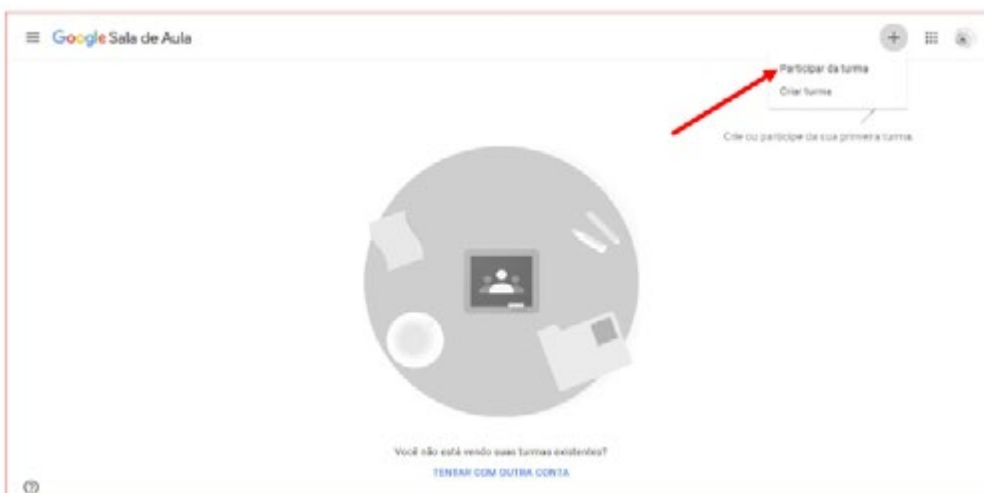 Google Sala de Aula
Participar da turma
Criar turma
Crie ou participe da sua primeira turma.
Você não está vendo suas turmas existentes?
TENTAR COM OUTRA CONTA